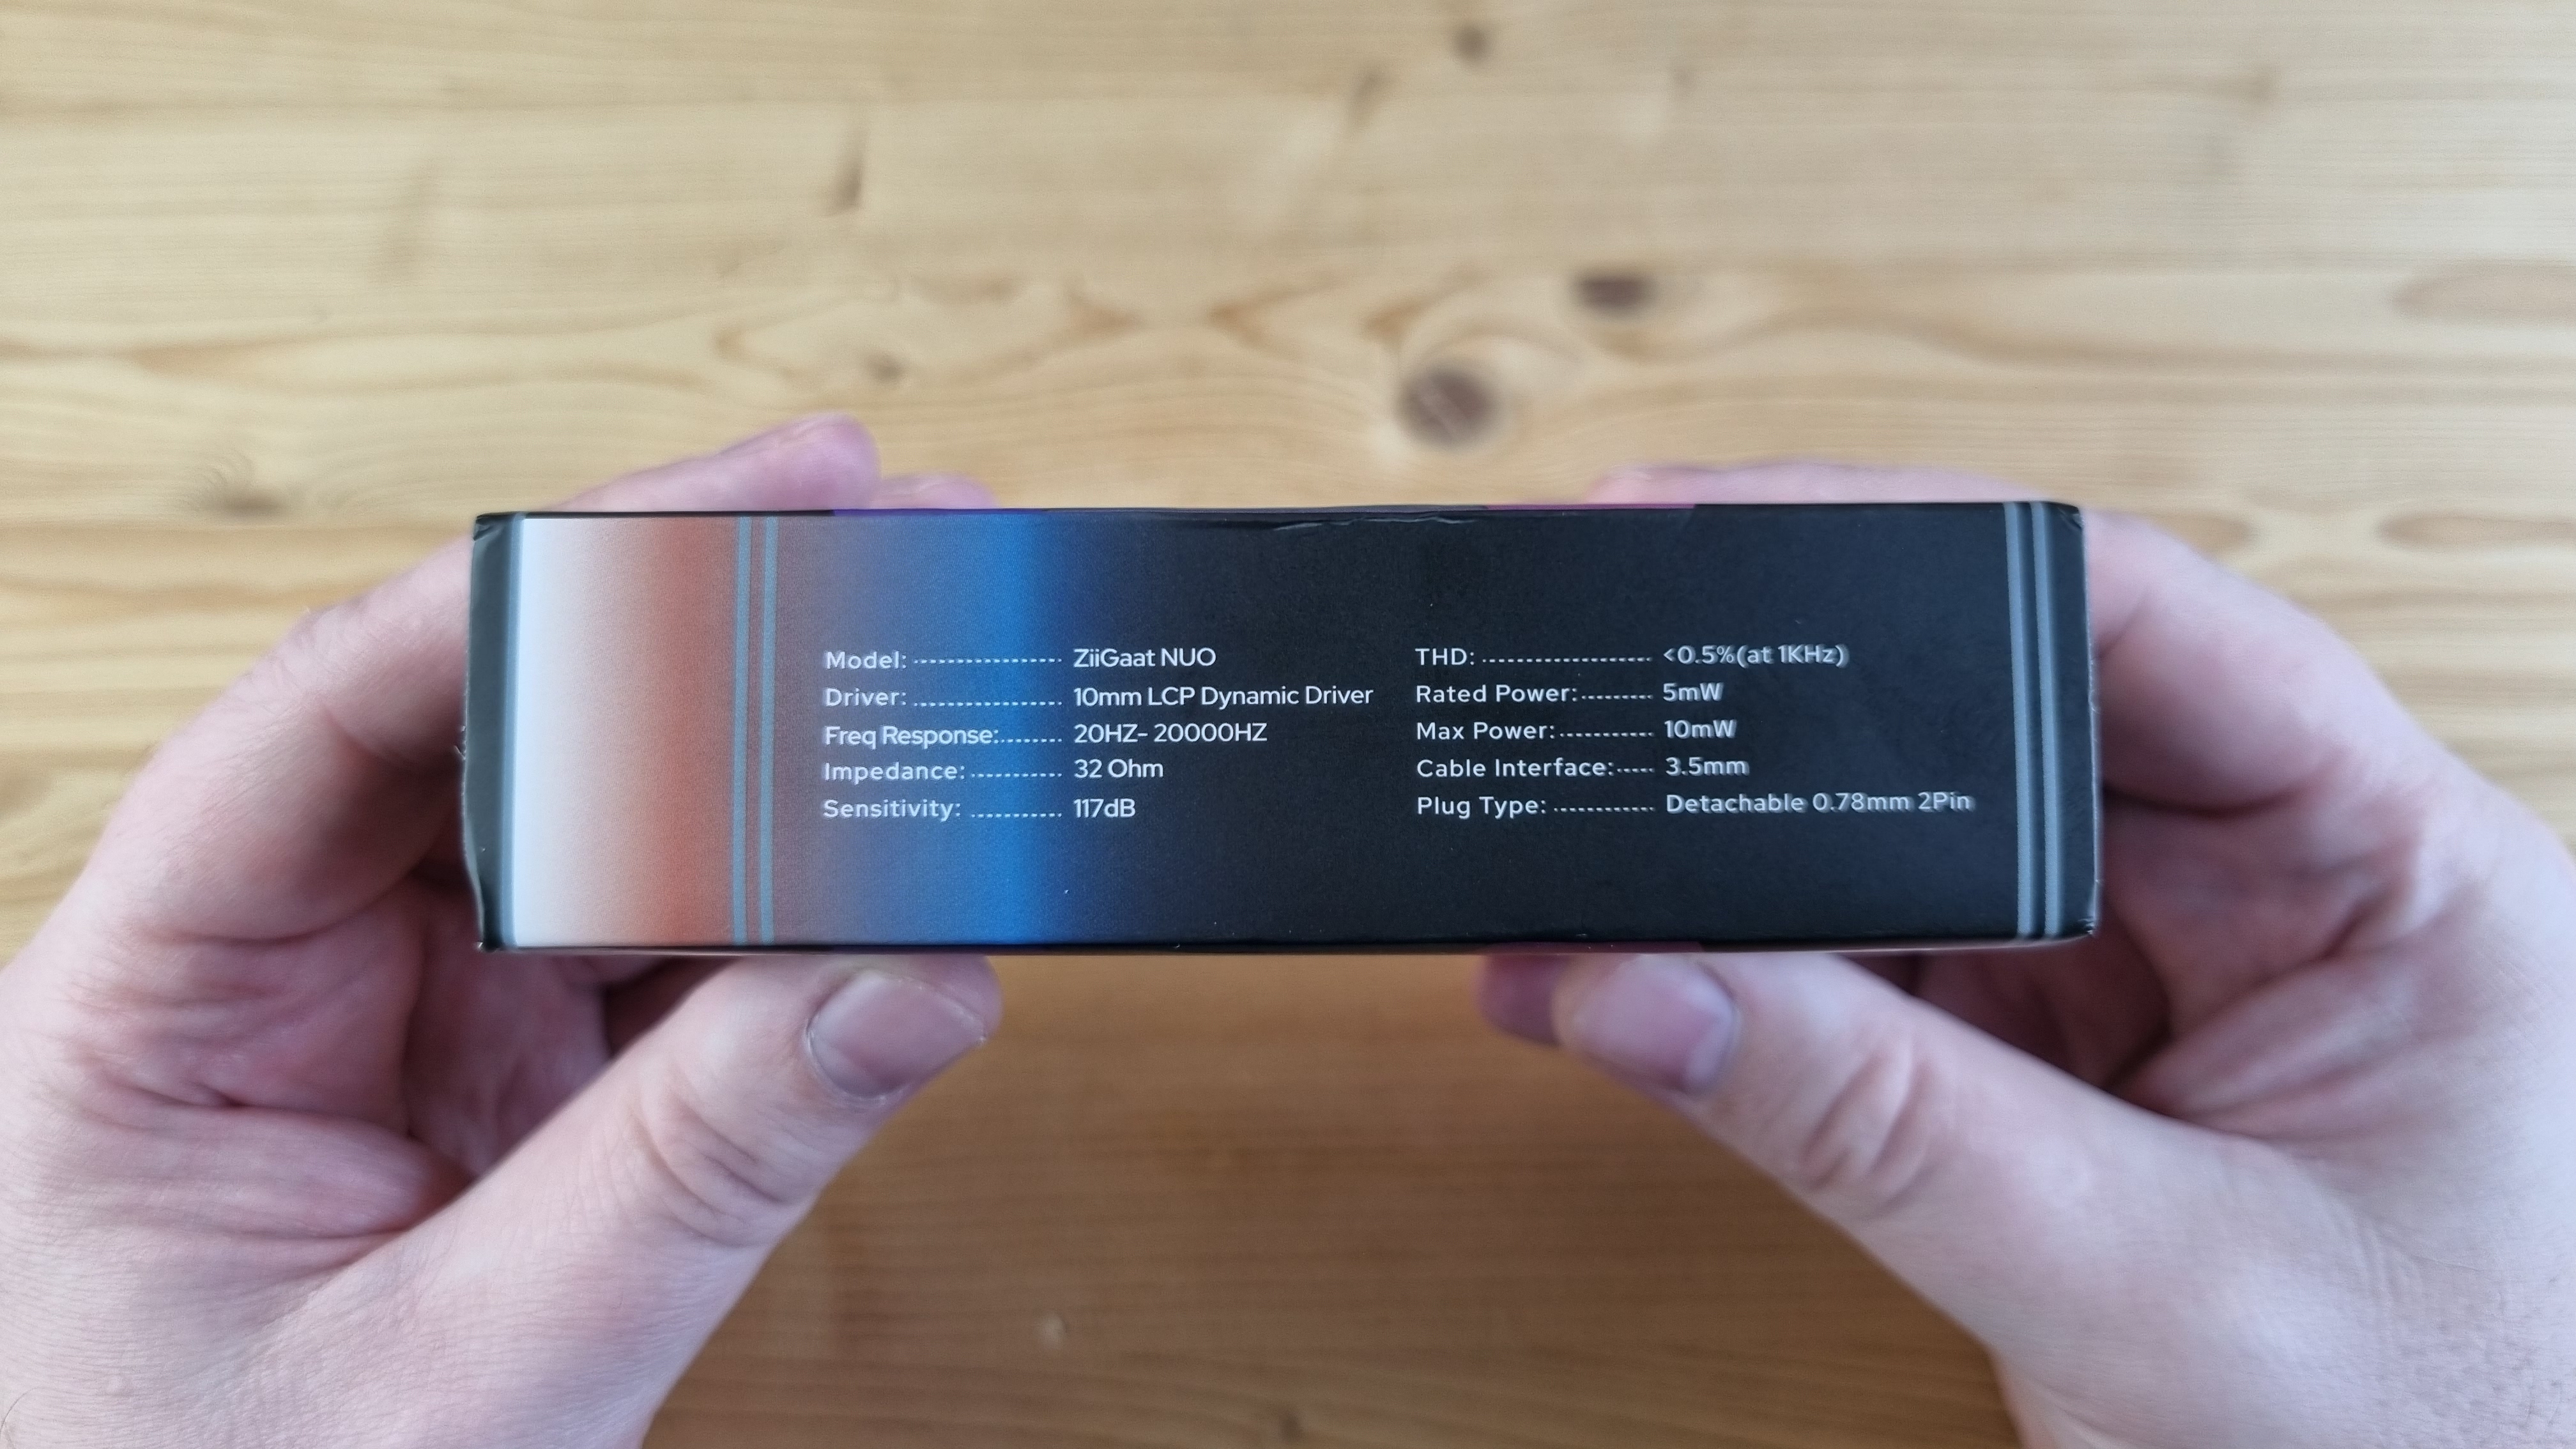 Model: ZiiGaat NUO
Driver: 10mm LCP Dynamic Driver
Freq Response: 20HZ- 20000HZ
Impedance: 32 Ohm
Sensitivity: 117dB
THD: <0.5%(at 1KHz)
Rated Power: 5mW
Max Power: 10mW
Cable Interface: 3.5mm
Plug Type: Detachable 0.78mm 2Pin